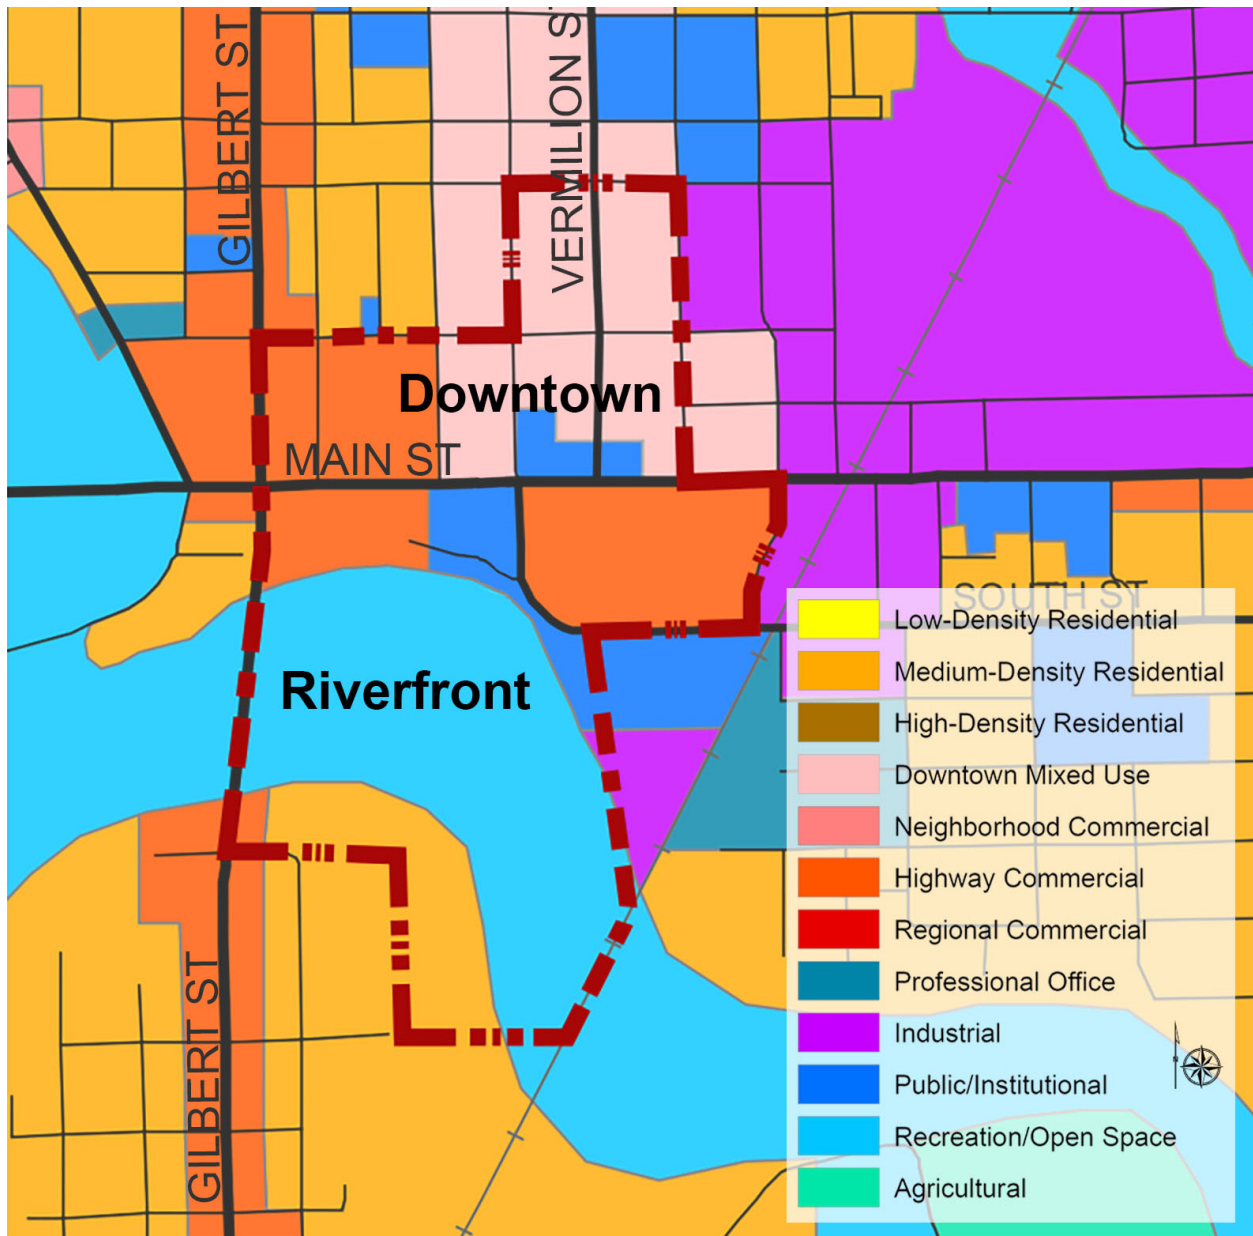 GILBERT ST
VERMILION S
Downtown
MAIN ST
SOUTH ST
Riverfront
GILBERT ST
Low-Density Residential
Medium-Density Residential
High-Density Residential
Downtown Mixed Use
Neighborhood Commercial
Highway Commercial
Regional Commercial
Professional Office
Industrial
Public/Institutional
Recreation/Open Space
Agricultural